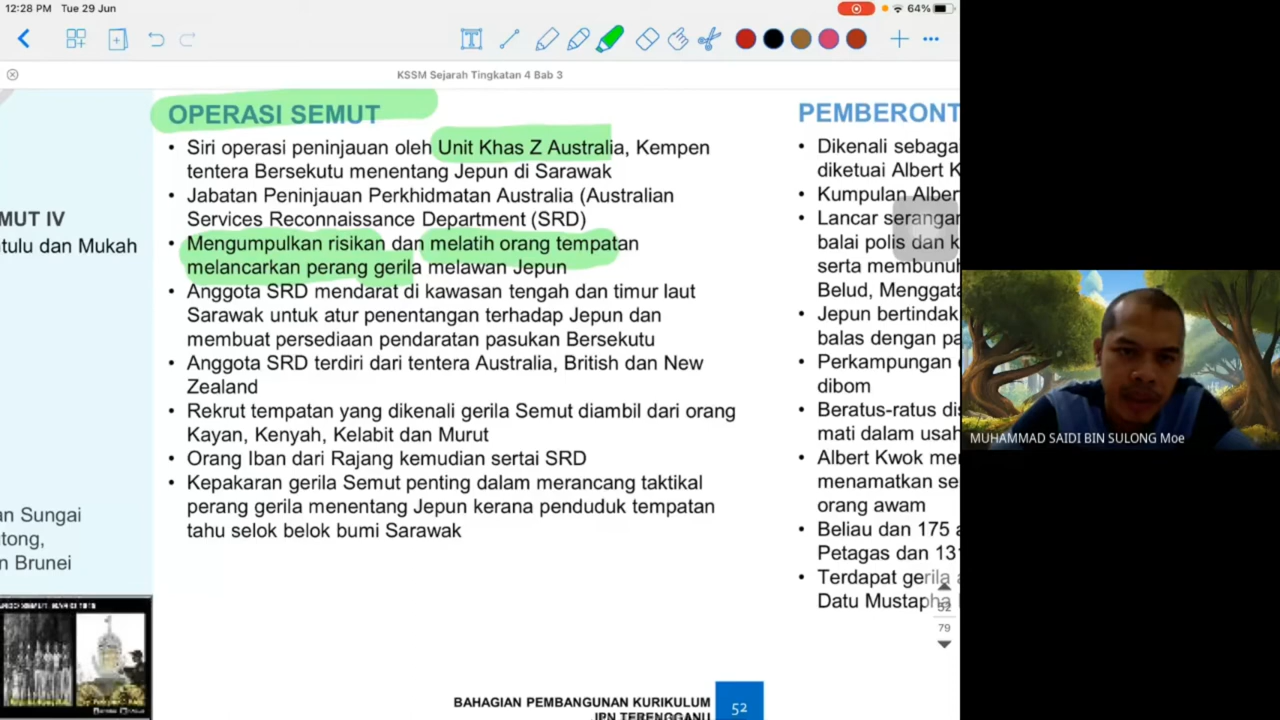 12:28 PM Tue 29 Jun
64%
KSSM Sejarah Tingkatan 4 Bab 3
MUT IV
ntulu dan Mukah
an Sungai
tong,
n Brunei
OPERASI SEMUT
• Siri operasi peninjauan oleh Unit Khas Z Australia, Kempen
tentera Bersekutu menentang Jepun di Sarawak
• Jabatan Peninjauan Perkhidmatan Australia (Australian
Services Reconnaissance Department (SRD)
• Mengumpulkan risikan dan melatih orang tempatan
melancarkan perang gerila melawan Jepun
• Anggota SRD mendarat di kawasan tengah dan timur laut
Sarawak untuk atur penentangan terhadap Jepun dan
membuat persediaan pendaratan pasukan Bersekutu
• Anggota SRD terdiri dari tentera Australia, British dan New
Zealand
• Rekrut tempatan yang dikenali gerila Semut diambil dari orang
Kayan, Kenyah, Kelabit dan Murut
• Orang Iban dari Rajang kemudian sertai SRD
• Kepakaran gerila Semut penting dalam merancang taktikal
perang gerila menentang Jepun kerana penduduk tempatan
tahu selok belok bumi Sarawak
BAHAGIAN PEMBANGUNAN KURIKULUM
JPN TERENGGANU
52
PEMBERONT
• Dikenali sebaga
diketuai Albert K
• Kumpulan Alber
• Lancar serangan
balai polis dan k
serta membunuh
Belud, Menggata
• Jepun bertindak
balas dengan pa
• Perkampungan
dibom
• Beratus-ratus dis
mati dalam usah
• Albert Kwok men
menamatkan se
orang awam
• Beliau dan 175 a
Petagas dan 131
• Terdapat gerila a
Datu Mustapha
52
79
MUHAMMAD SAIDI BIN SULONG Moe